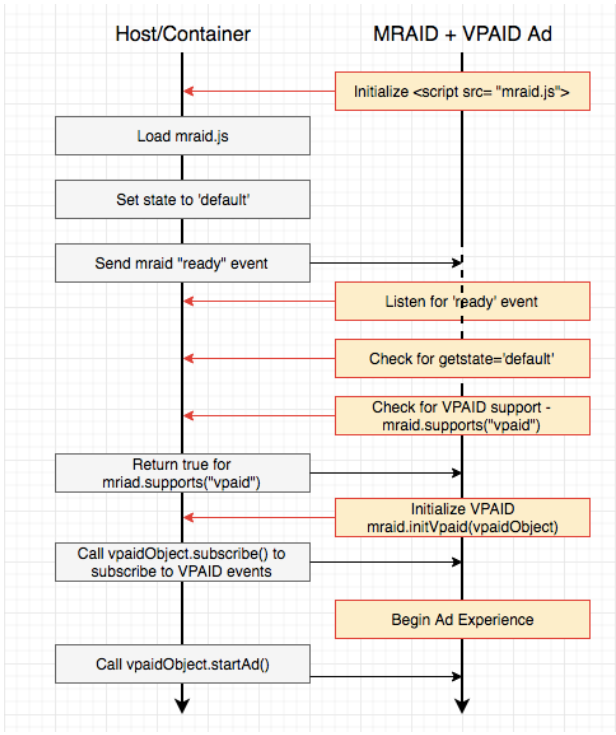 Host/Container
MRAID + VPAID Ad
Initialize <script src= "mraid.js">
Load mraid.js
Set state to 'default'
Send mraid "ready" event
Listen for 'ready' event
Check for getstate='default'
Check for VPAID support -
mraid.supports("vpaid")
Return true for
mriad.supports("vpaid")
Initialize VPAID
mraid.initVpaid(vpaidObject)
Call vpaidObject.subscribe() to
subscribe to VPAID events
Begin Ad Experience
Call vpaidObject.startAd()